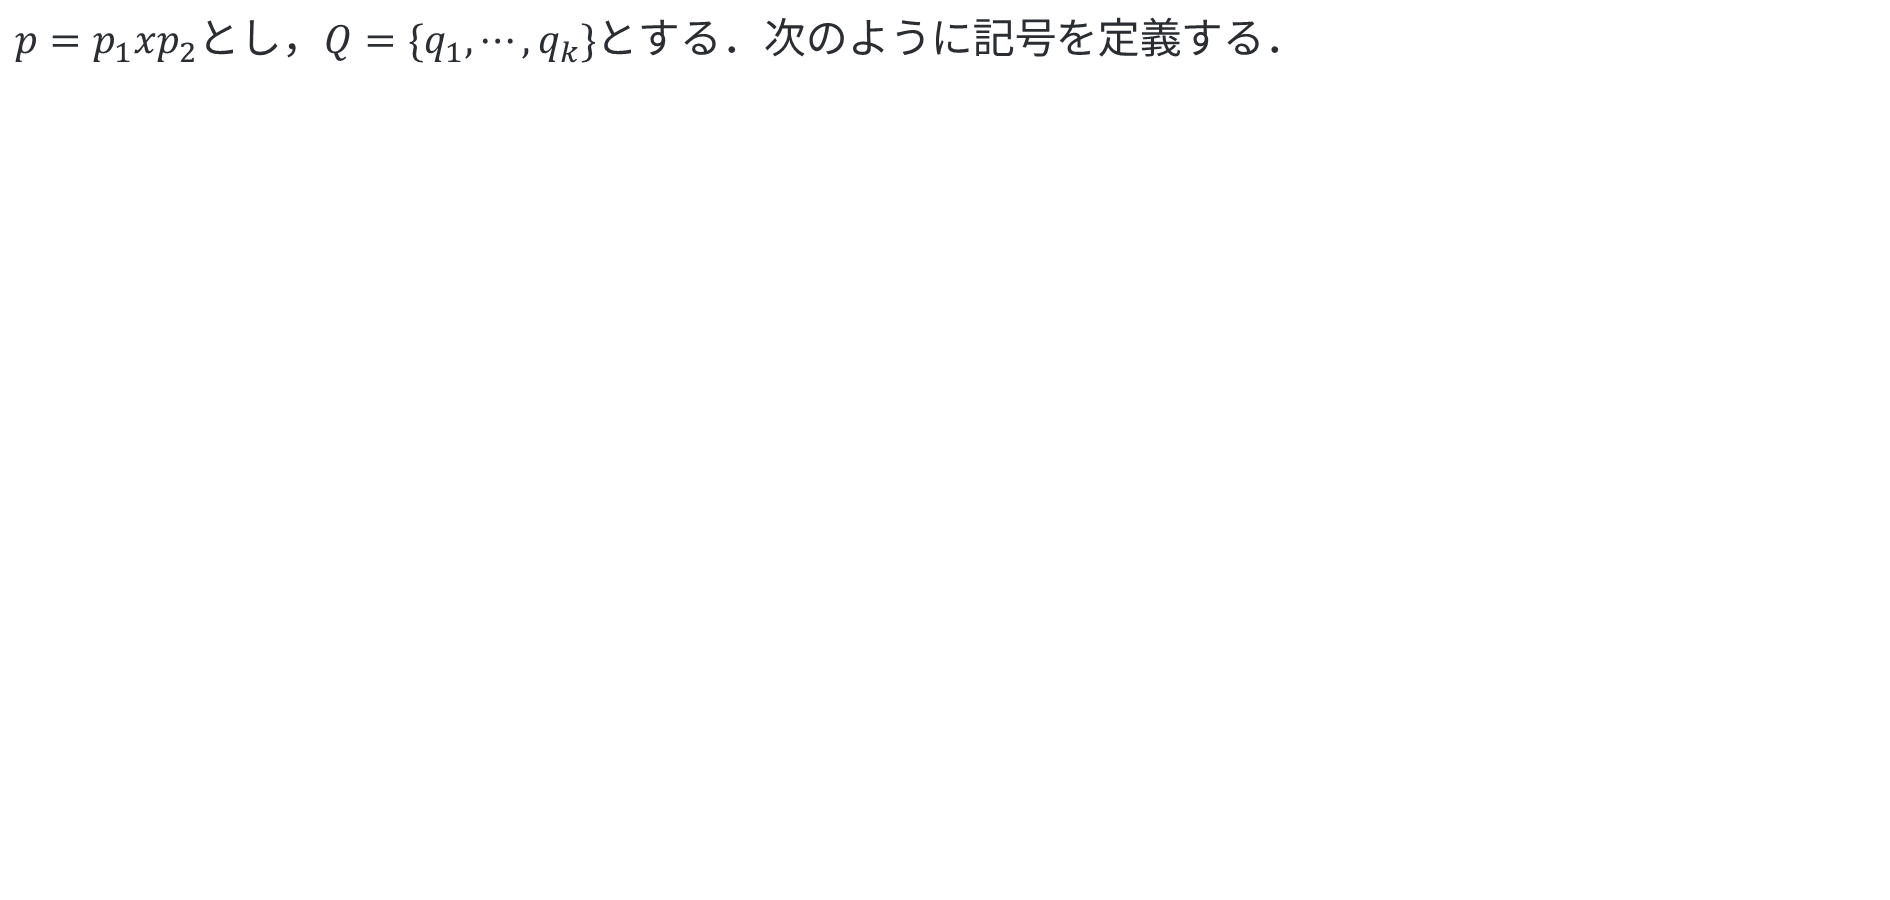 p = p₁xp₂とし，Q = {q₁,⋯,qₖ}とする．次のように記号を定義する．